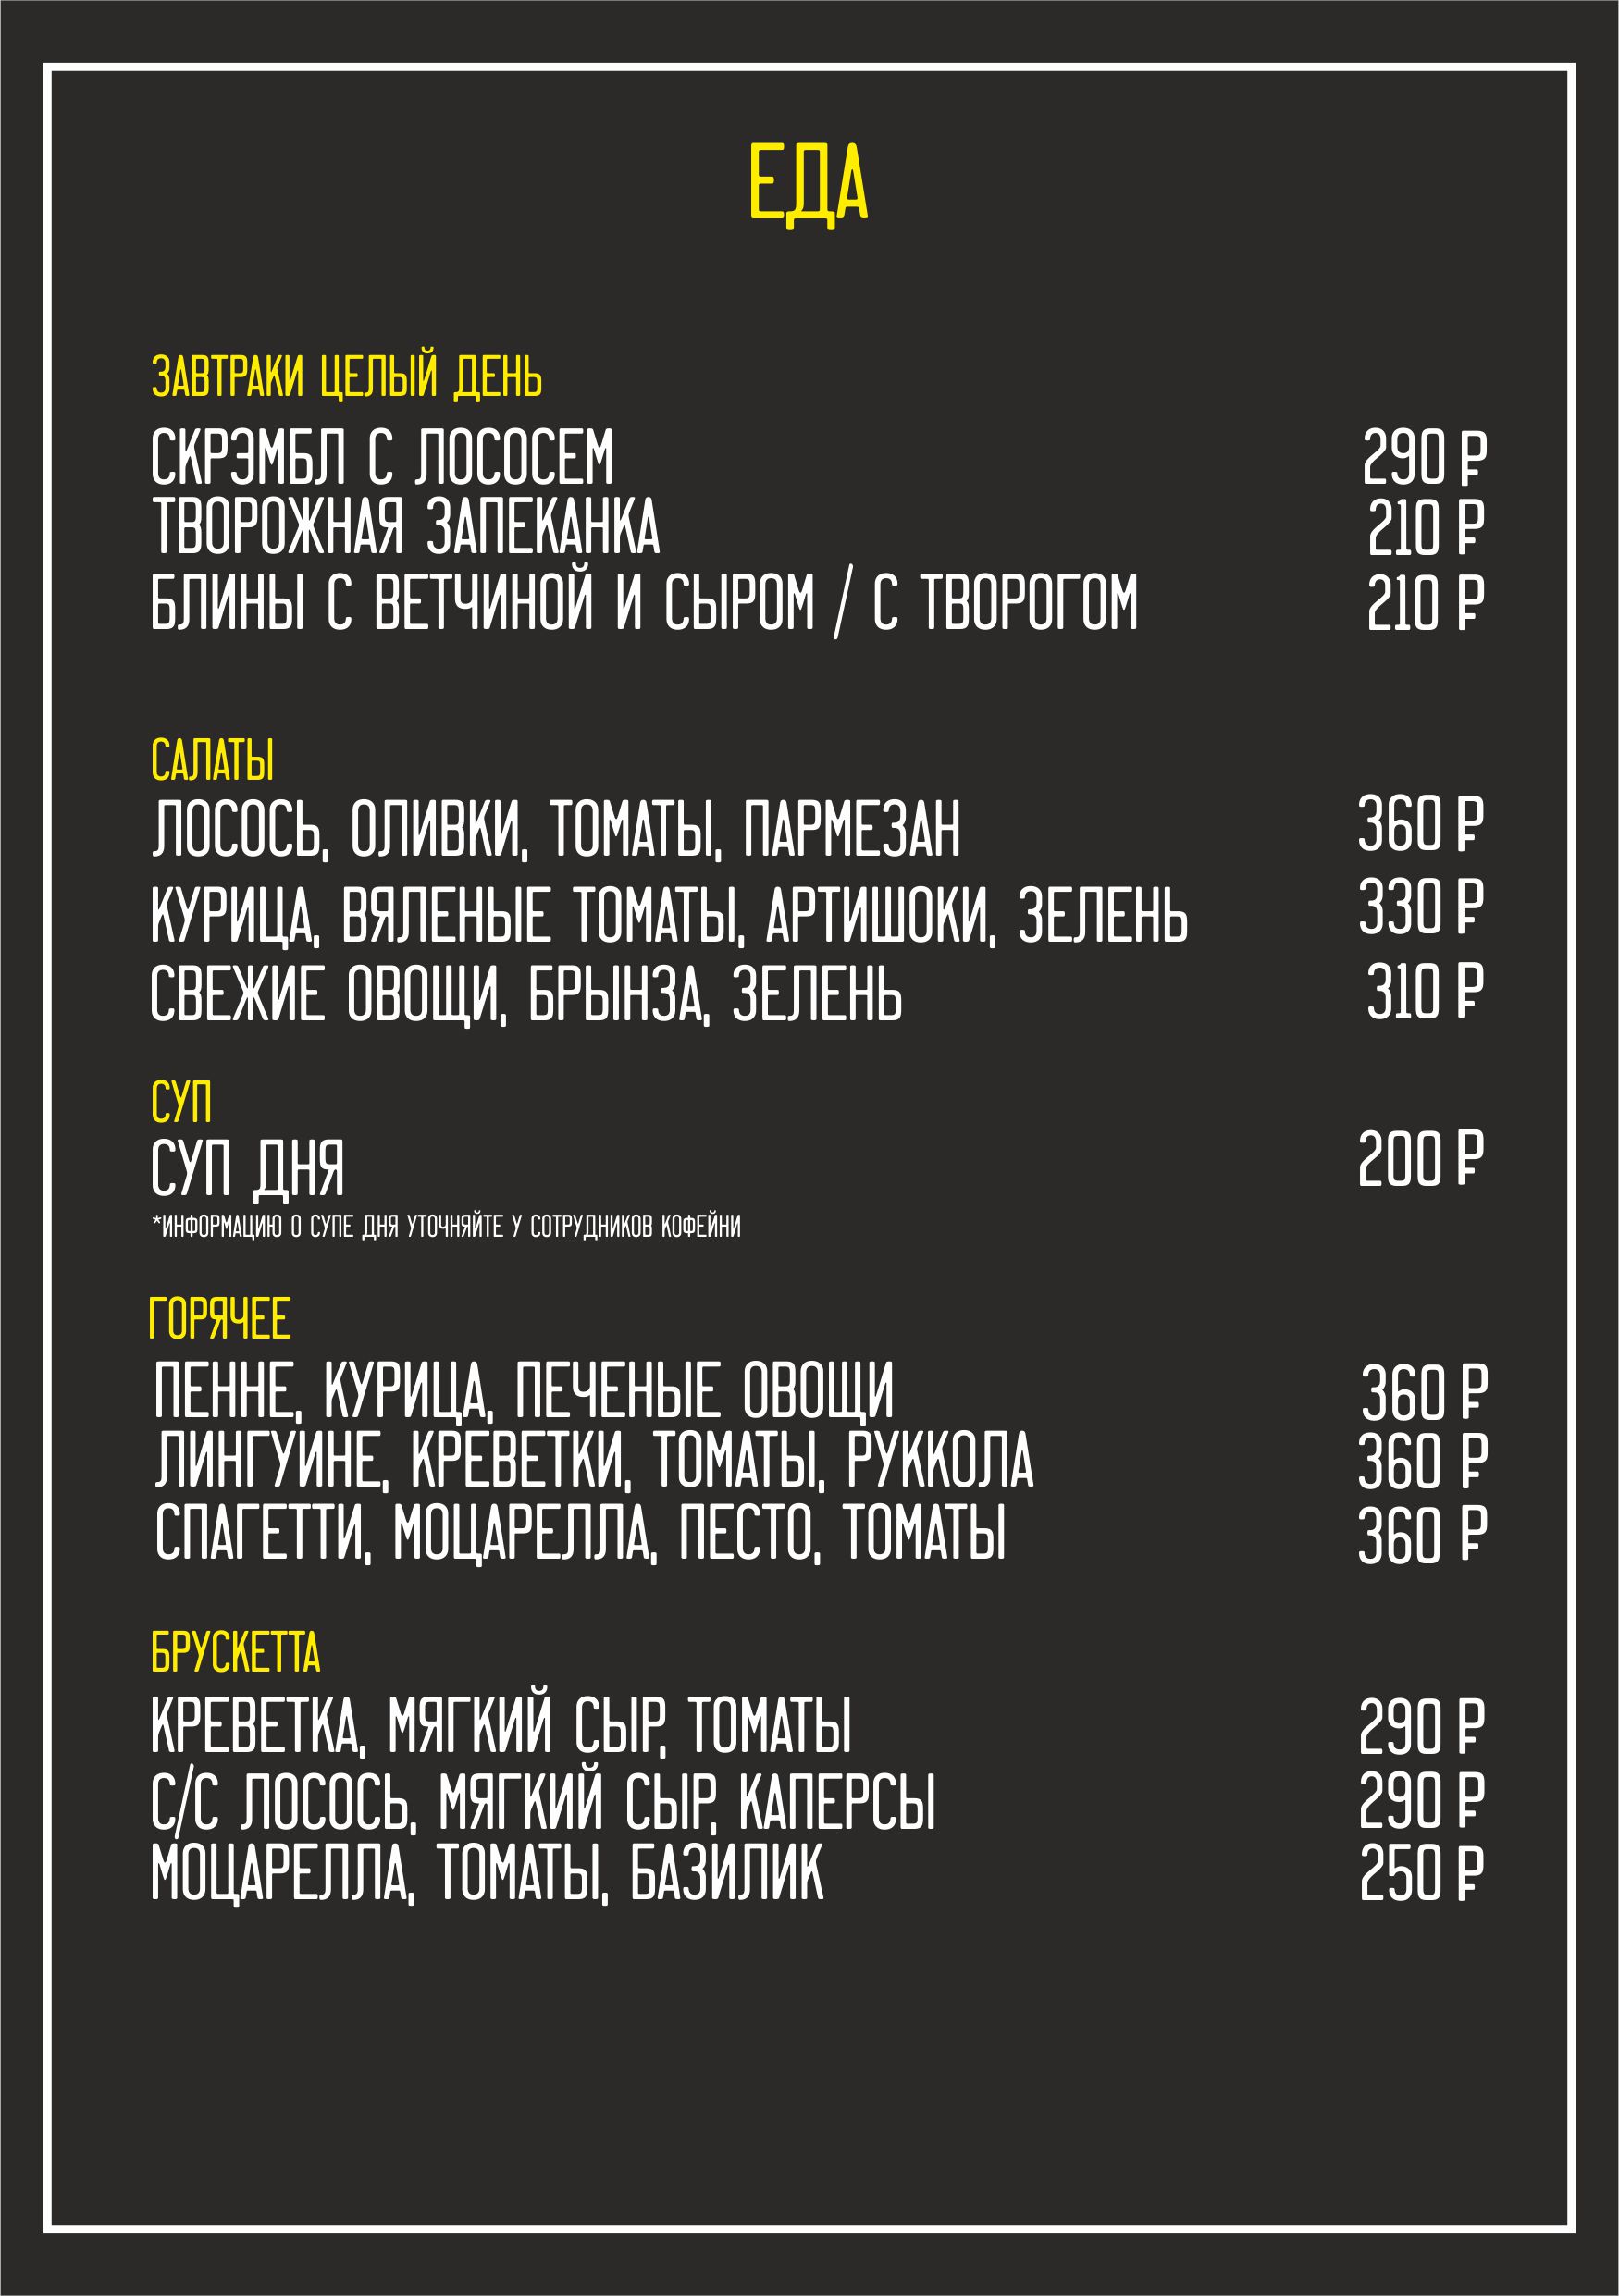 ЕДА
ЗАВТРАКИ ЦЕЛЫЙ ДЕНЬ
СКРЭМБЛ С ЛОСОСЕМ 290 ₽
ТВОРОЖНАЯ ЗАПЕКАНКА 210 ₽
БЛИНЫ С ВЕТЧИНОЙ И СЫРОМ / С ТВОРОГОМ 210 ₽
САЛАТЫ
ЛОСОСЬ, ОЛИВКИ, ТОМАТЫ, ПАРМЕЗАН 360 ₽
КУРИЦА, ВЯЛЕНЫЕ ТОМАТЫ, АРТИШОКИ, ЗЕЛЕНЬ 330 ₽
СВЕЖИЕ ОВОЩИ, БРЫНЗА, ЗЕЛЕНЬ 310 ₽
СУП
СУП ДНЯ 200 ₽
*ИНФОРМАЦИЮ О СУПЕ ДНЯ УТОЧНЯЙТЕ У СОТРУДНИКОВ КОФЕЙНИ
ГОРЯЧЕЕ
ПЕННЕ, КУРИЦА, ПЕЧЕНЫЕ ОВОЩИ 360 ₽
ЛИНГУИНЕ, КРЕВЕТКИ, ТОМАТЫ, РУККОЛА 360 ₽
СПАГЕТТИ, МОЦАРЕЛЛА, ПЕСТО, ТОМАТЫ 360 ₽
БРУСКЕТТА
КРЕВЕТКА, МЯГКИЙ СЫР, ТОМАТЫ 290 ₽
С/С ЛОСОСЬ, МЯГКИЙ СЫР, КАПЕРСЫ 290 ₽
МОЦАРЕЛЛА, ТОМАТЫ, БАЗИЛИК 250 ₽